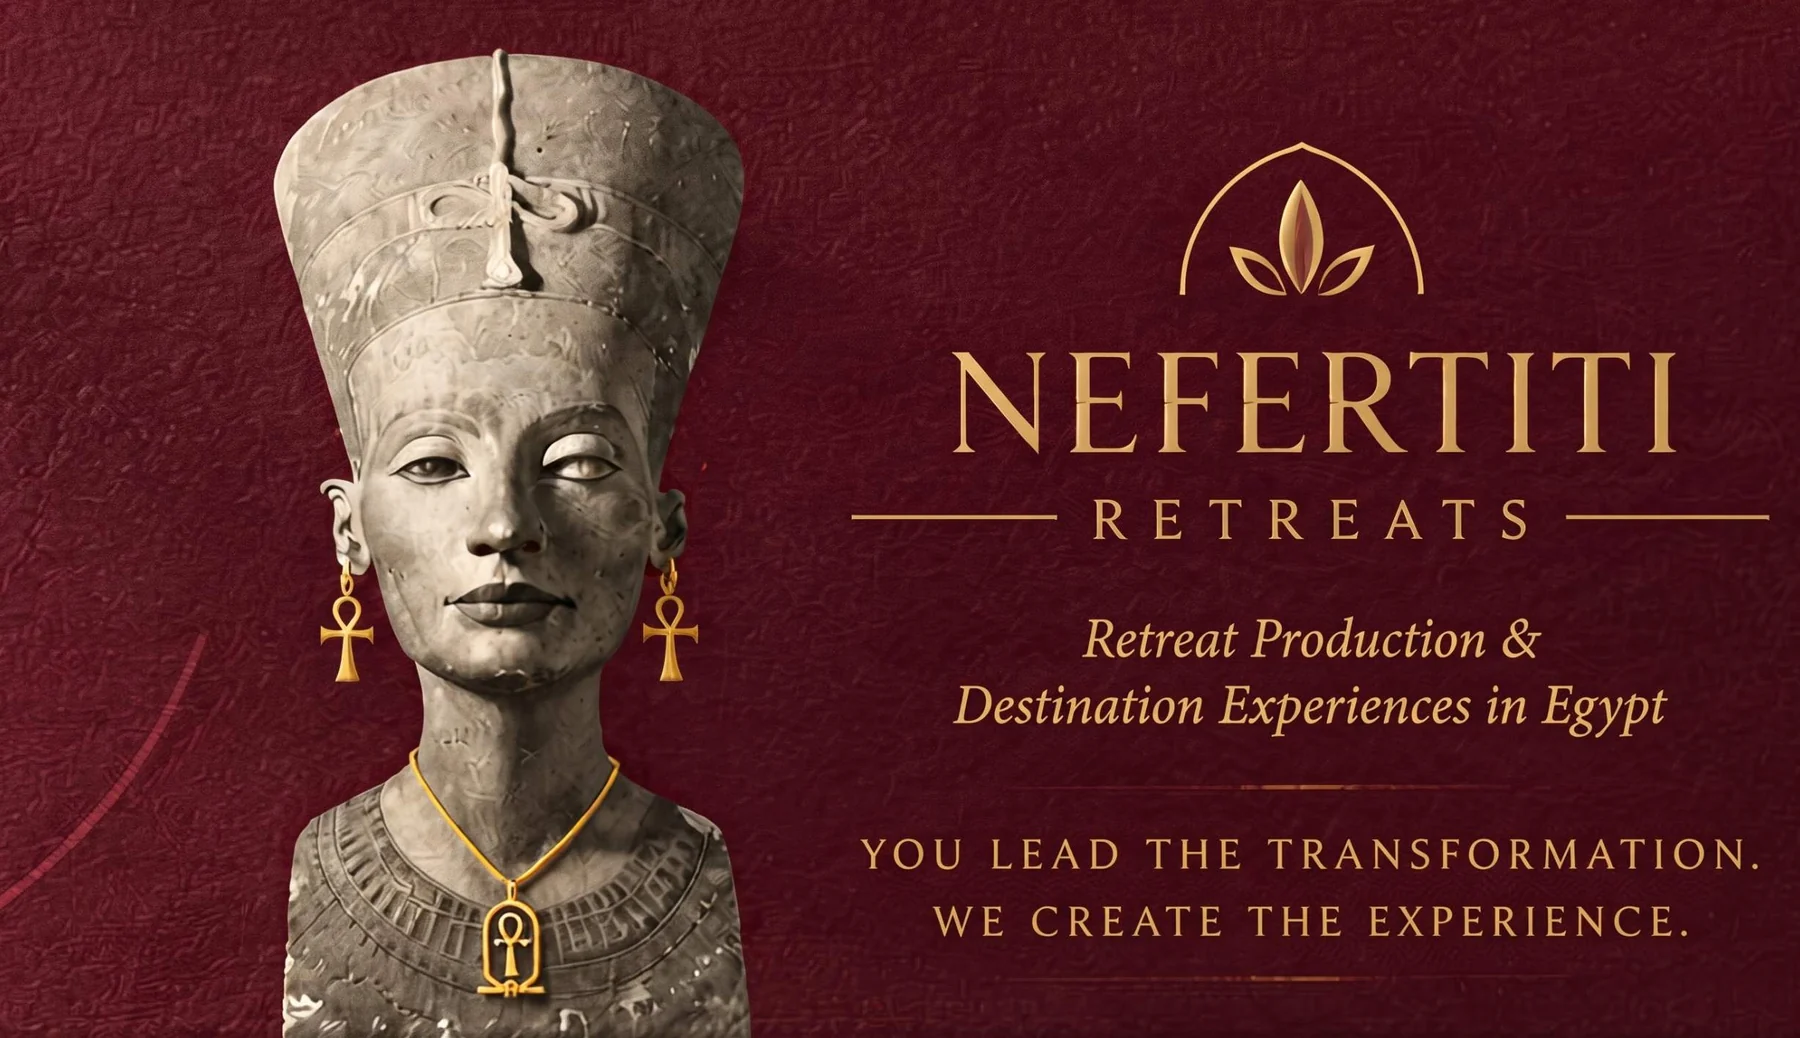 NEFERTITI
RETREATS
Retreat Production &
Destination Experiences in Egypt
YOU LEAD THE TRANSFORMATION.
WE CREATE THE EXPERIENCE.